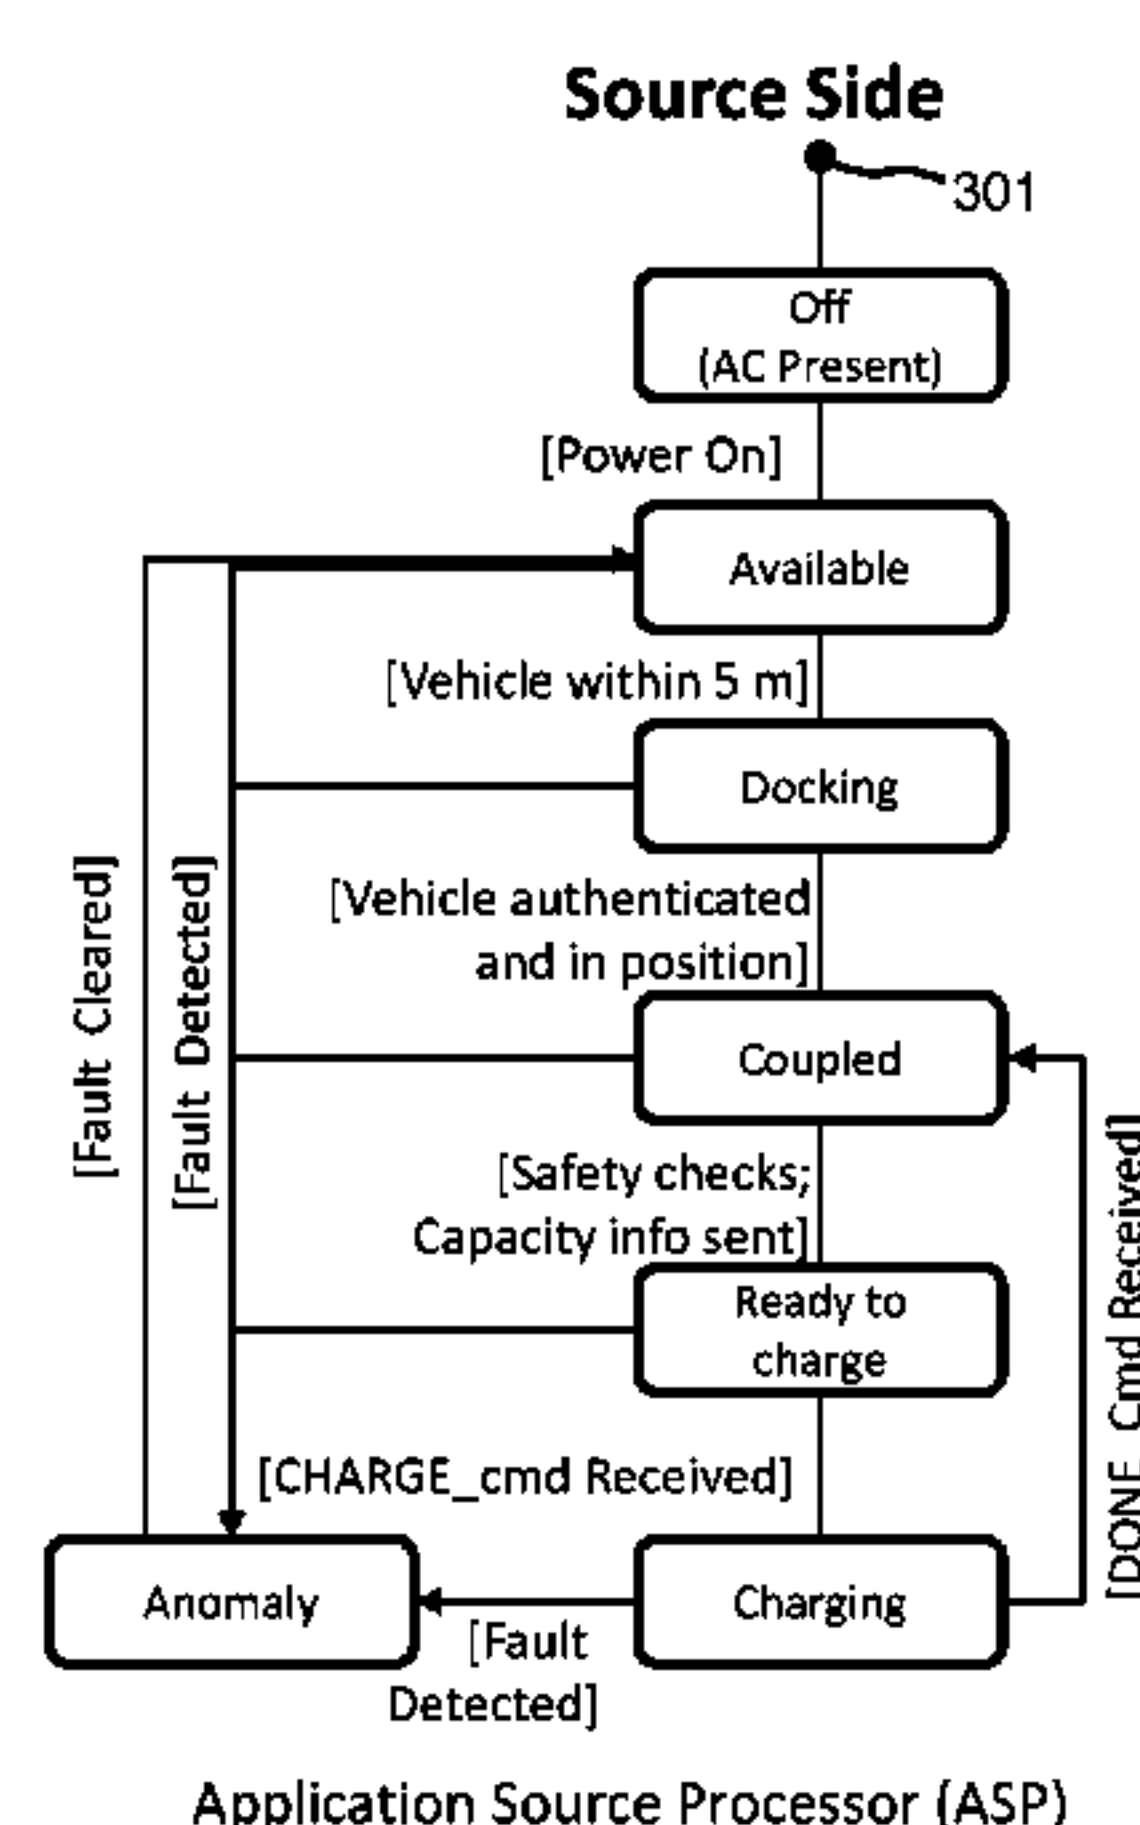 Source Side
301
Off
(AC Present)
[Power On]
Available
[Vehicle within 5 m]
Docking
[Vehicle authenticated
and in position]
[Fault Cleared]
[Fault Detected]
Coupled
[Safety checks;
Capacity info sent]
Ready to
charge
[DONE_Cmd Received]
[CHARGE_cmd Received]
Anomaly
Charging
[Fault
Detected]
Application Source Processor (ASP)